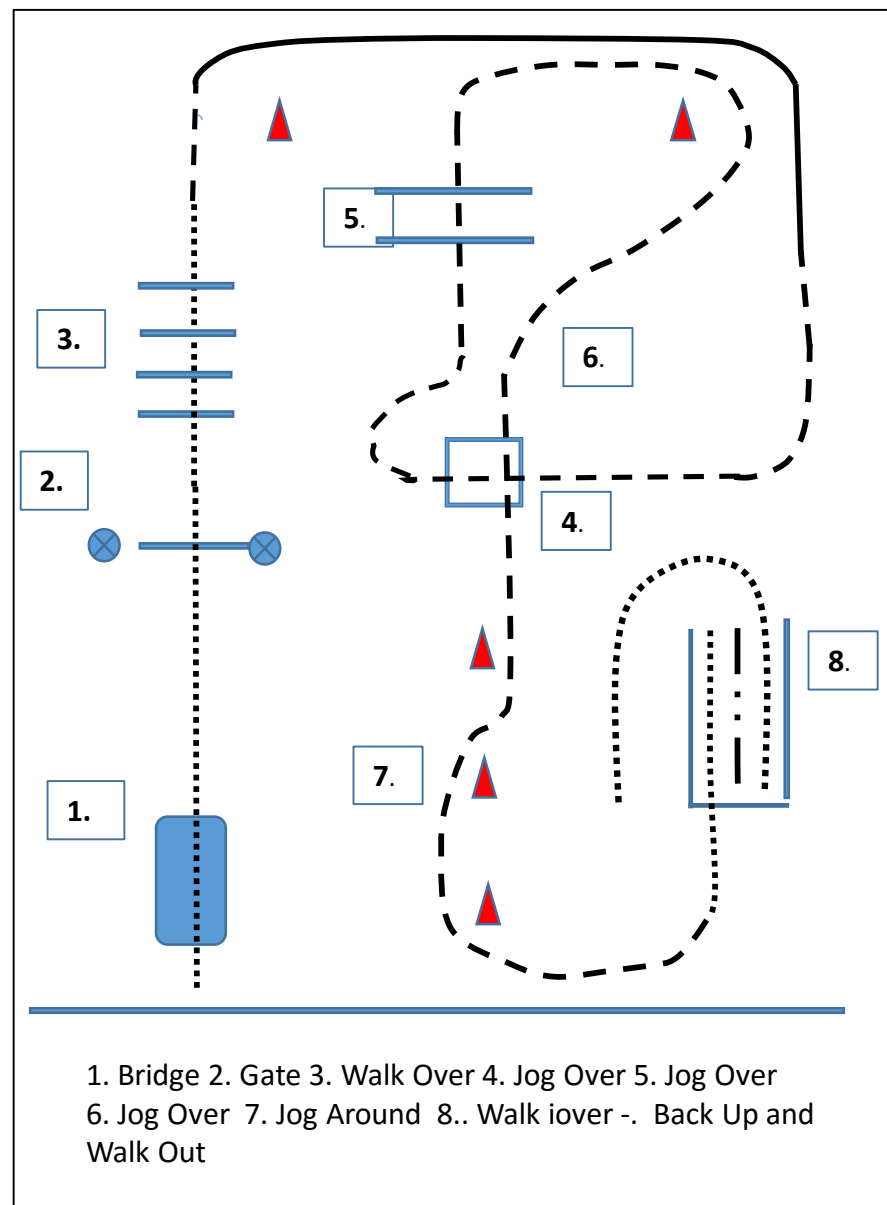 5.
3.
6.
2.
4.
8.
7.
1.
1. Bridge 2. Gate 3. Walk Over 4. Jog Over 5. Jog Over
6. Jog Over 7. Jog Around 8.. Walk iover -. Back Up and
Walk Out